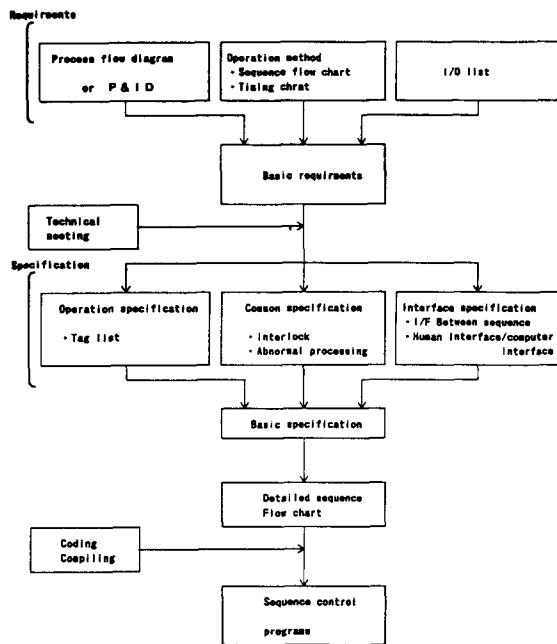 Requirments
Process flow diagram
or P & I D
Operation method
・Sequence flow chart
・Timing chrat
I/O list
Basic requirments
Technical
meeting
Specification
Operation specification
・Tag list
Common specification
・Interlock
・Abnormal processing
Interface specification
・I/F Between sequence
・Human interface/computer
interface
Basic specification
Detailed sequence
Flow chart
Coding
Compiling
Sequence control
programs